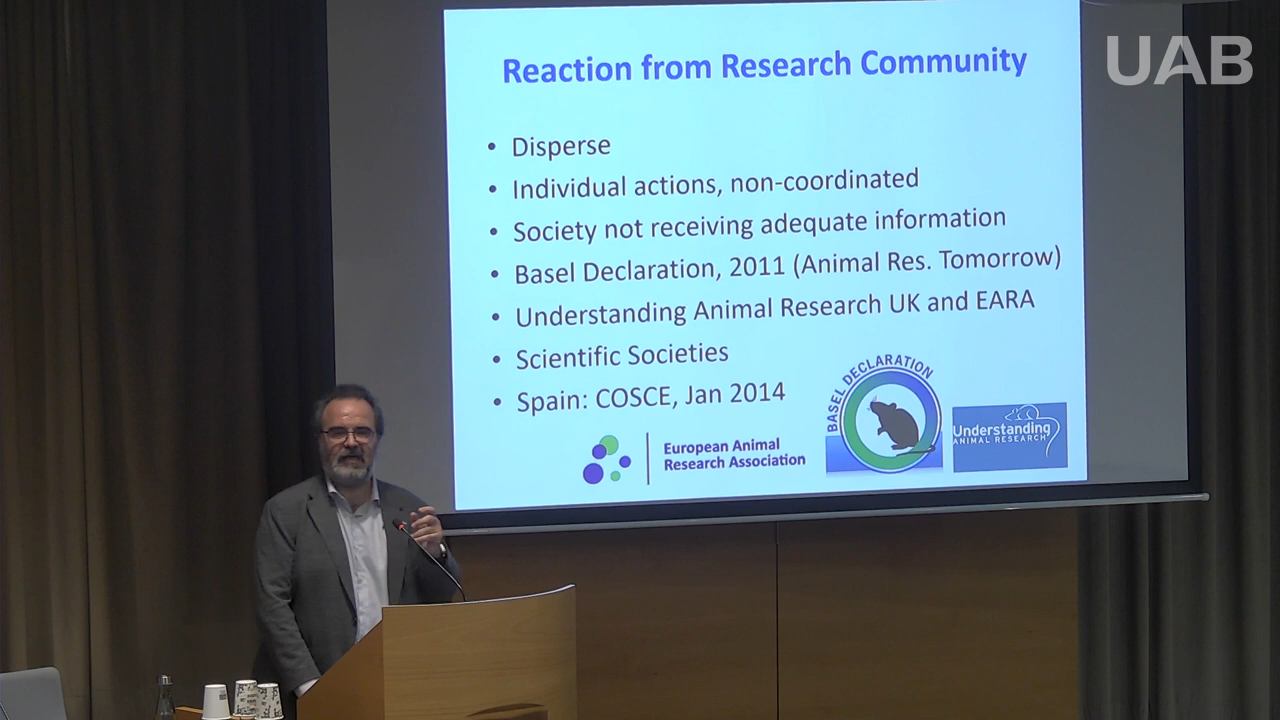 UAB
Reaction from Research Community
• Disperse
• Individual actions, non-coordinated
• Society not receiving adequate information
• Basel Declaration, 2011 (Animal Res. Tomorrow)
• Understanding Animal Research UK and EARA
• Scientific Societies
• Spain: COSCE, Jan 2014
European Animal
Research Association
BASEL DECLARATION
Understanding
ANIMAL RESEARCH